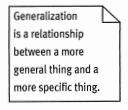 Generalization
is a relationship
between a more
general thing and a
more specific thing.